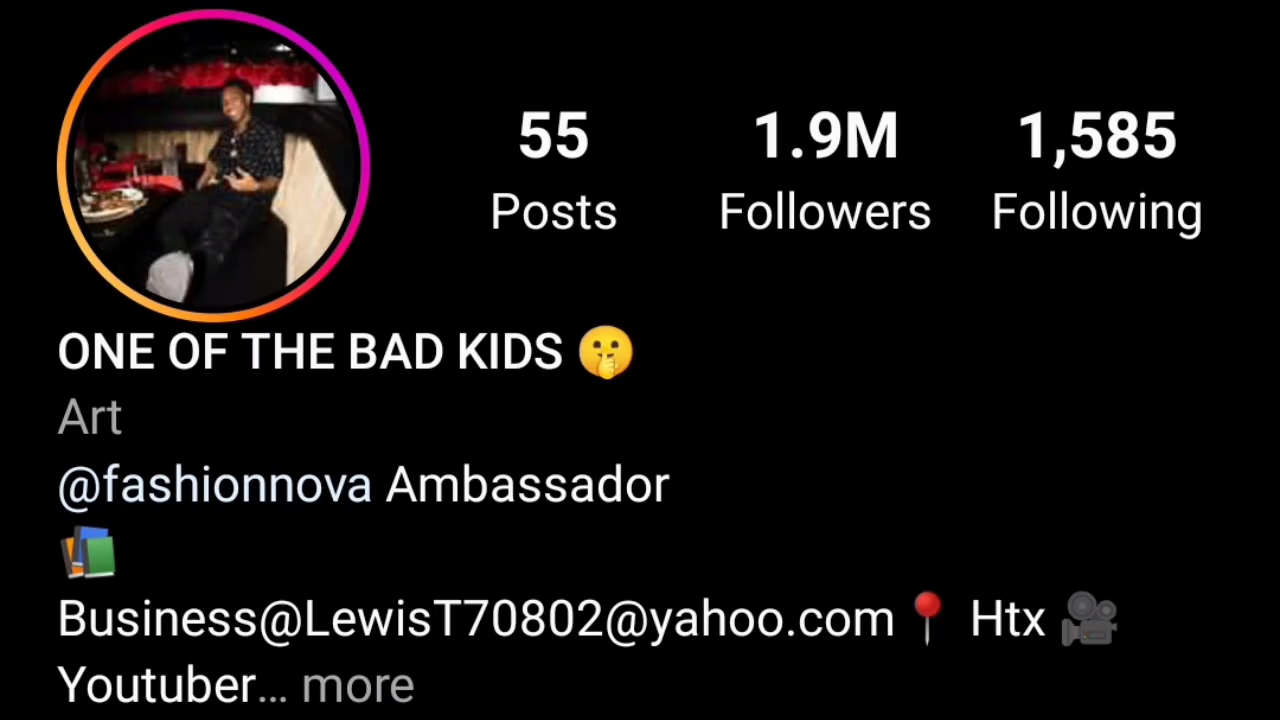 55 1.9M 1,585
Posts Followers Following
ONE OF THE BAD KIDS 🤫
Art
@fashionnova Ambassador
📚
Business@LewisT70802@yahoo.com📍 Htx 🎥
Youtuber... more